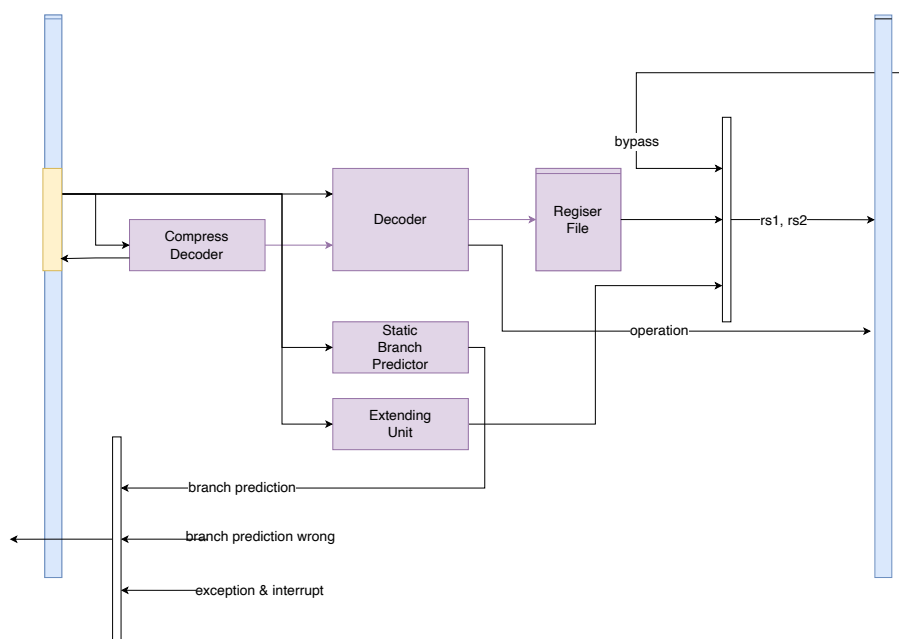 bypass
Compress
Decoder
Decoder
Regiser
File
rs1, rs2
operation
Static
Branch
Predictor
Extending
Unit
branch prediction
branch prediction wrong
exception & interrupt